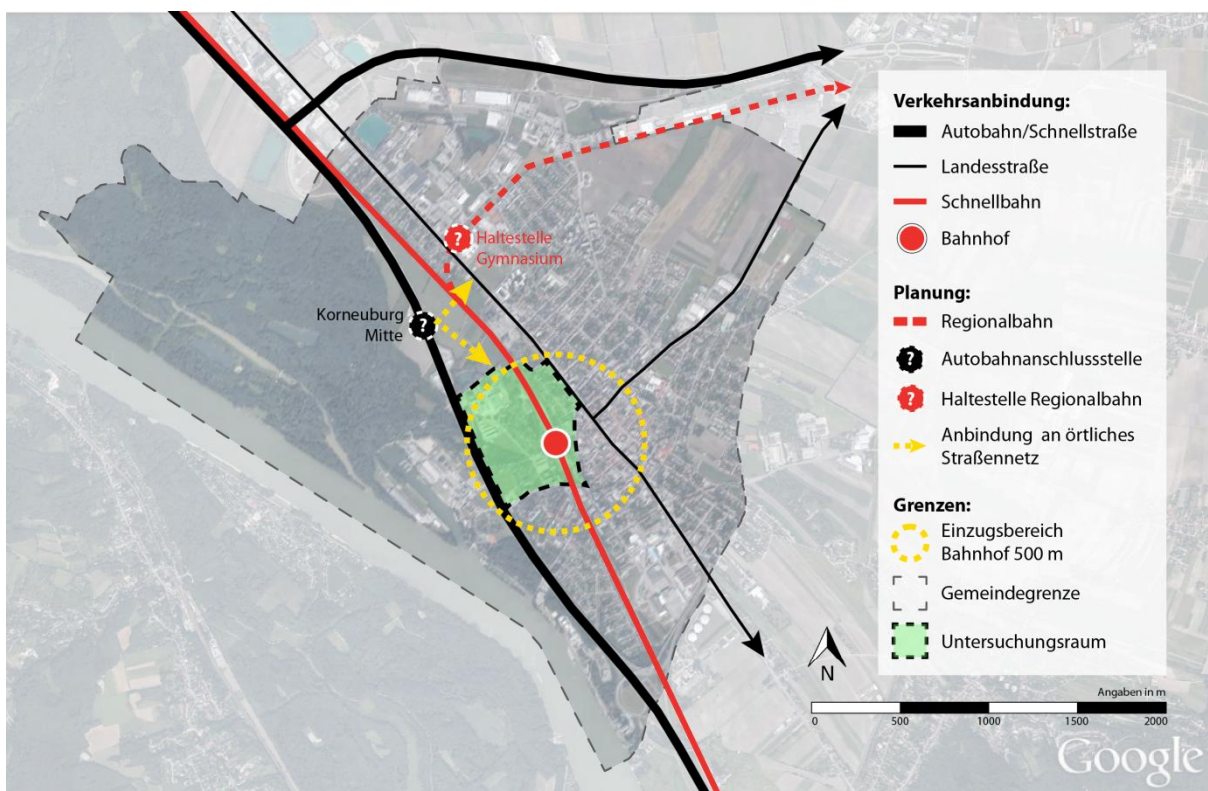 Haltestelle
Gymnasium
Korneuburg
Mitte
?
?
Verkehrsanbindung:
Autobahn/Schnellstraße
Landesstraße
Schnellbahn
Bahnhof
Planung:
Regionalbahn
? Autobahnanschlussstelle
? Haltestelle Regionalbahn
Anbindung an örtliches
Straßennetz
Grenzen:
Einzugsbereich
Bahnhof 500 m
Gemeindegrenze
Untersuchungsraum
N
Angaben in m
0 500 1000 1500 2000
Google